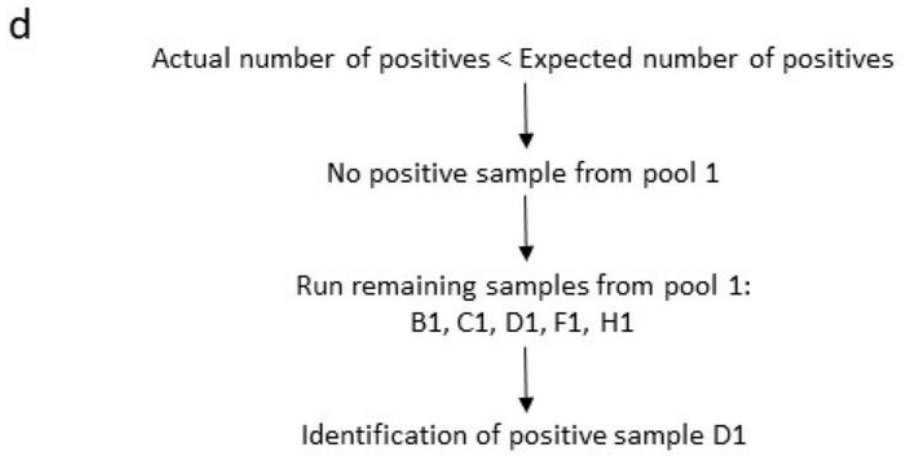 d
Actual number of positives < Expected number of positives
No positive sample from pool 1
Run remaining samples from pool 1:
B1, C1, D1, F1, H1
Identification of positive sample D1